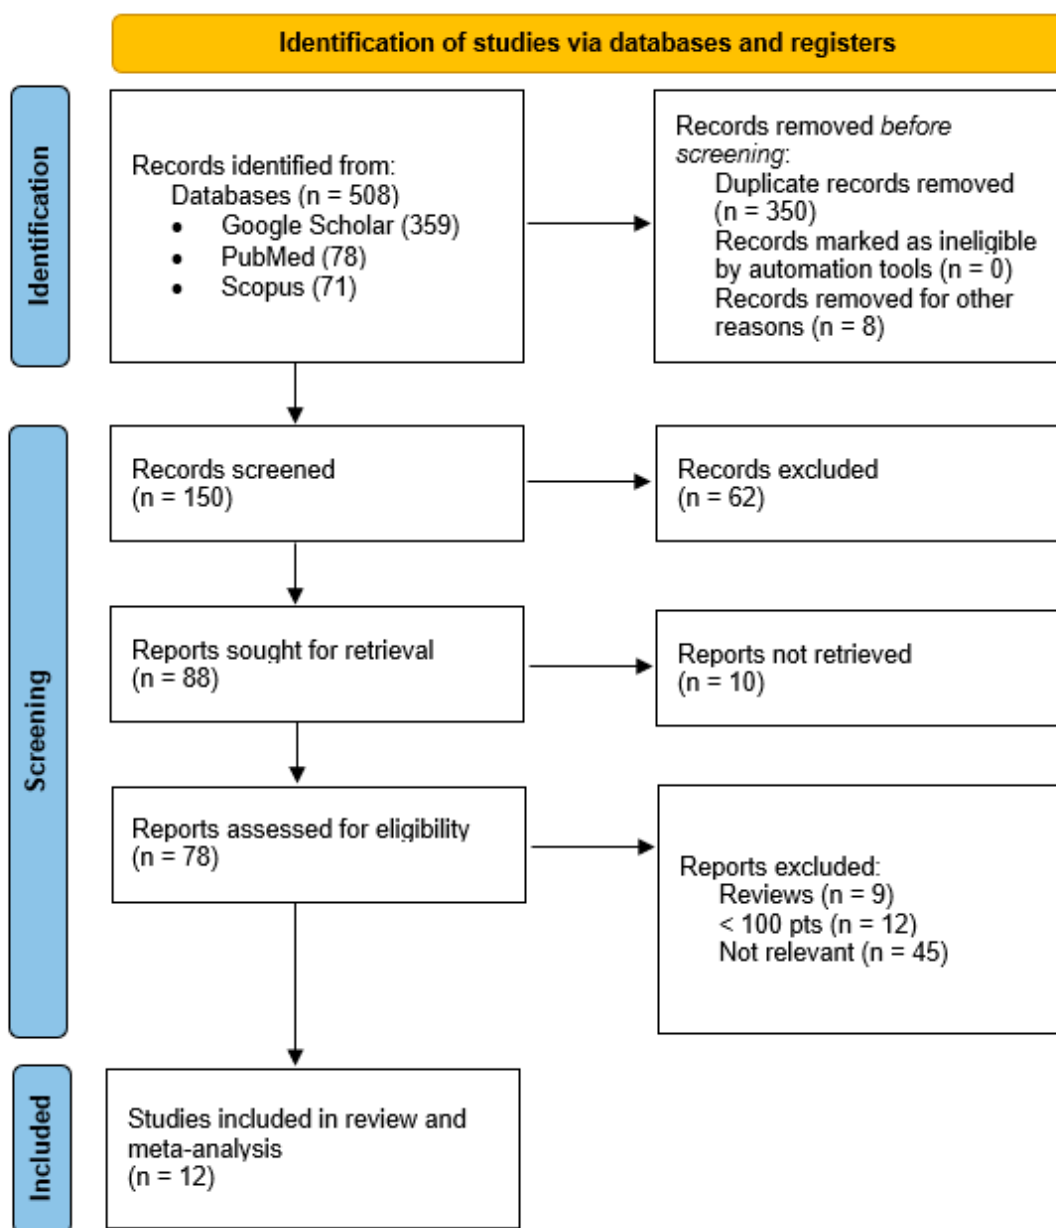 Identification of studies via databases and registers
Identification
Records identified from:
Databases (n = 508)
• Google Scholar (359)
• PubMed (78)
• Scopus (71)
Records removed before
screening:
Duplicate records removed
(n = 350)
Records marked as ineligible
by automation tools (n = 0)
Records removed for other
reasons (n = 8)
Screening
Records screened
(n = 150)
Records excluded
(n = 62)
Reports sought for retrieval
(n = 88)
Reports not retrieved
(n = 10)
Reports assessed for eligibility
(n = 78)
Reports excluded:
Reviews (n = 9)
< 100 pts (n = 12)
Not relevant (n = 45)
Included
Studies included in review and
meta-analysis
(n = 12)